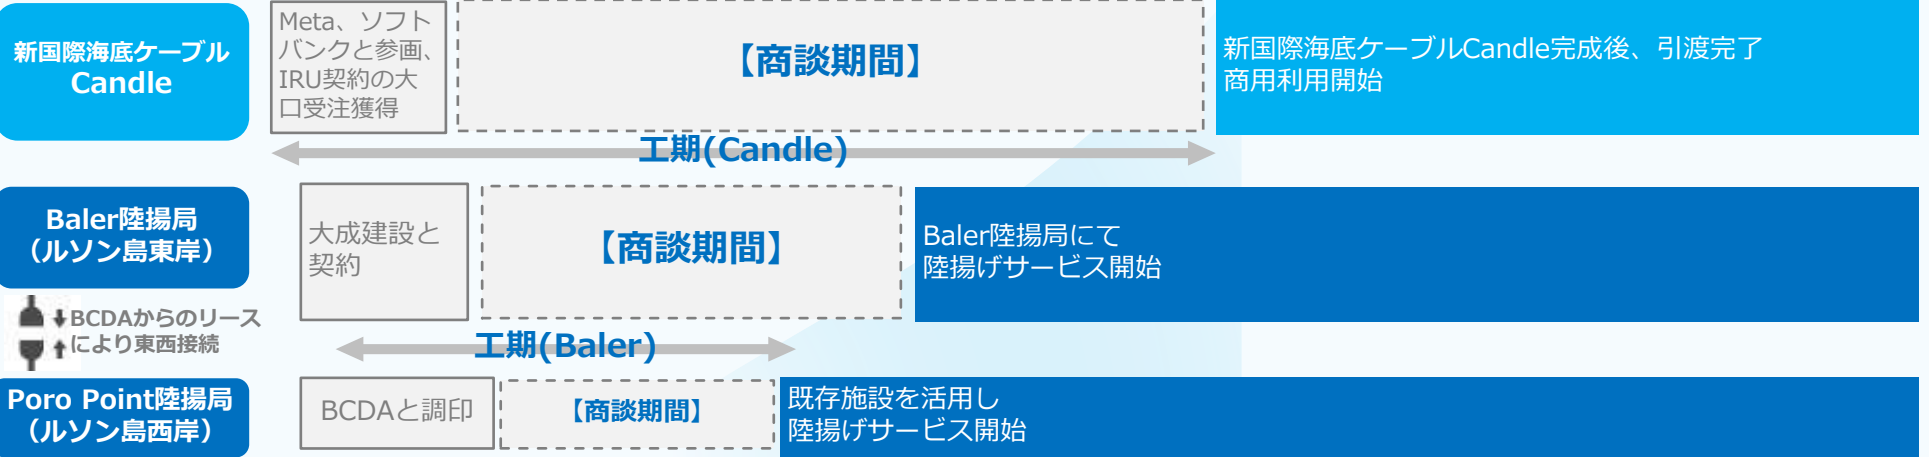 新国際海底ケーブル
Candle
Meta、ソフト
バンクと参画、
IRU契約の大
口受注獲得
【商談期間】
新国際海底ケーブルCandle完成後、引渡完了
商用利用開始
工期(Candle)
Baler陸揚局
（ルソン島東岸）
大成建設と
契約
【商談期間】
Baler陸揚局にて
陸揚げサービス開始
BCDAからのリース
により東西接続
工期(Baler)
Poro Point陸揚局
（ルソン島西岸）
BCDAと調印
【商談期間】
既存施設を活用し
陸揚げサービス開始